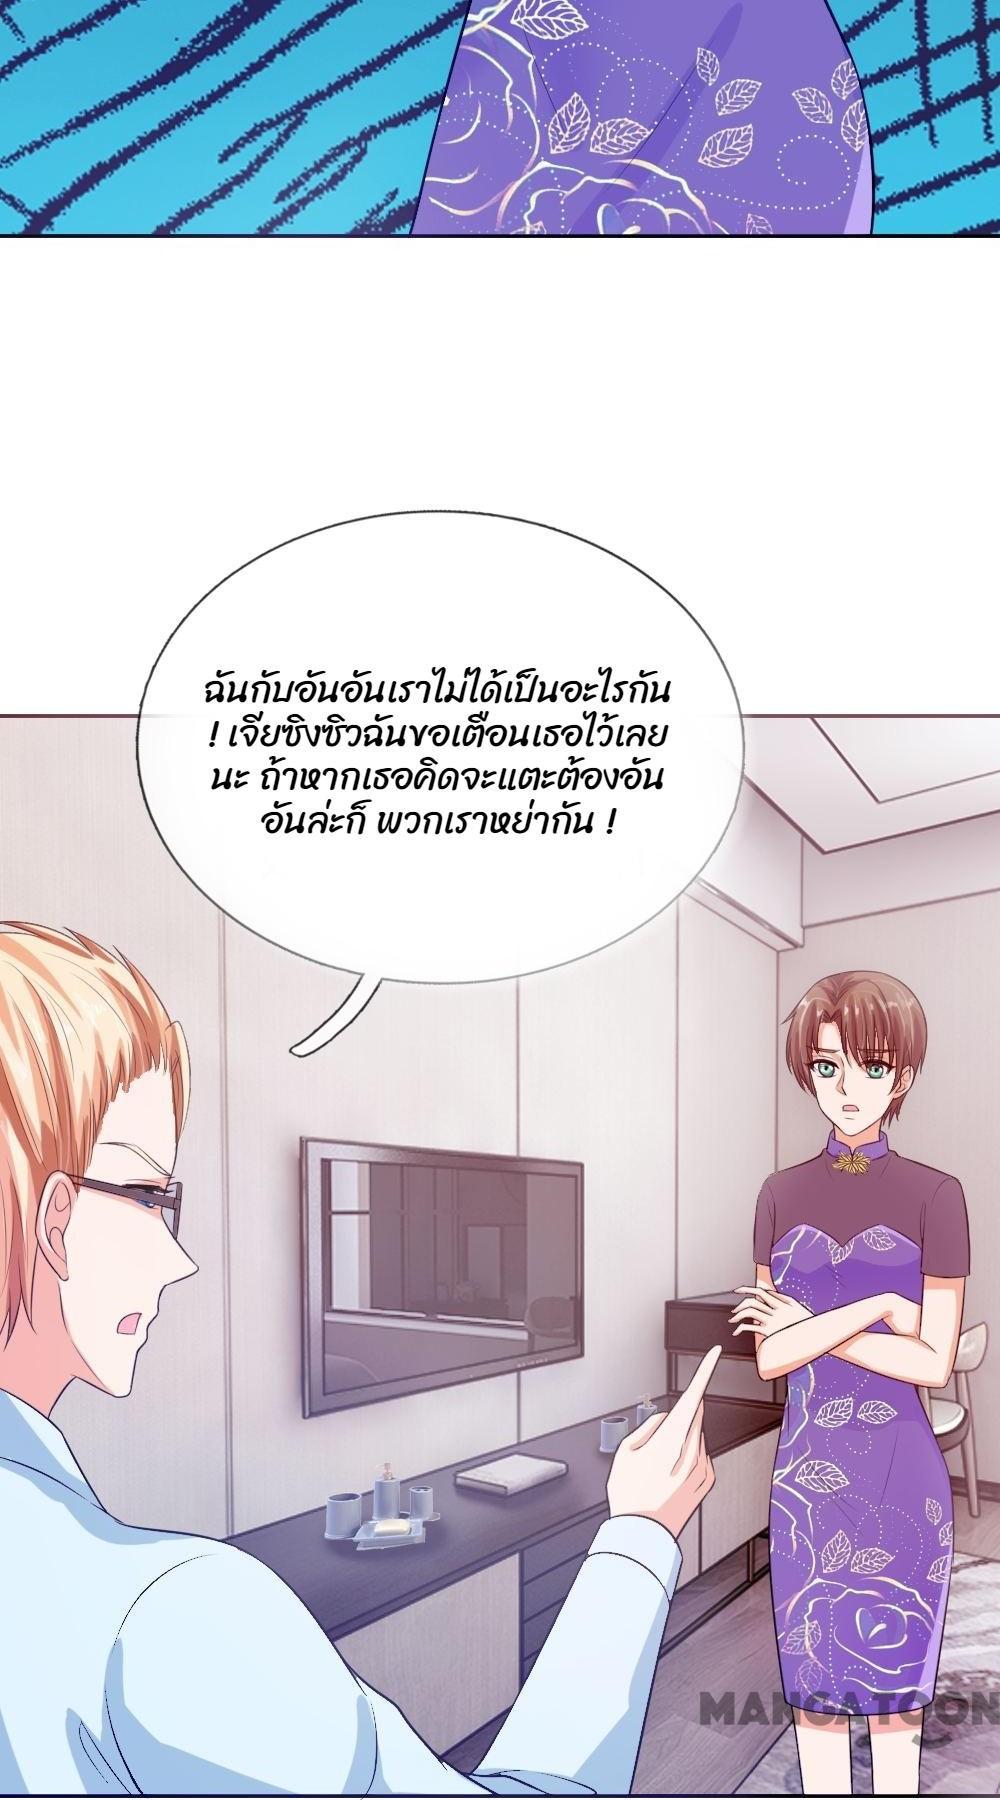 ฉันกับอันอันเราไม่ได้เป็นอะไรกัน
! เจียซิงซิวฉันขอเตือนเธอไว้เลย
นะ ถ้าหากเธอคิดจะแตะต้องอัน
อันล่ะก็ พวกเราหย่ากัน !
MANGATOON